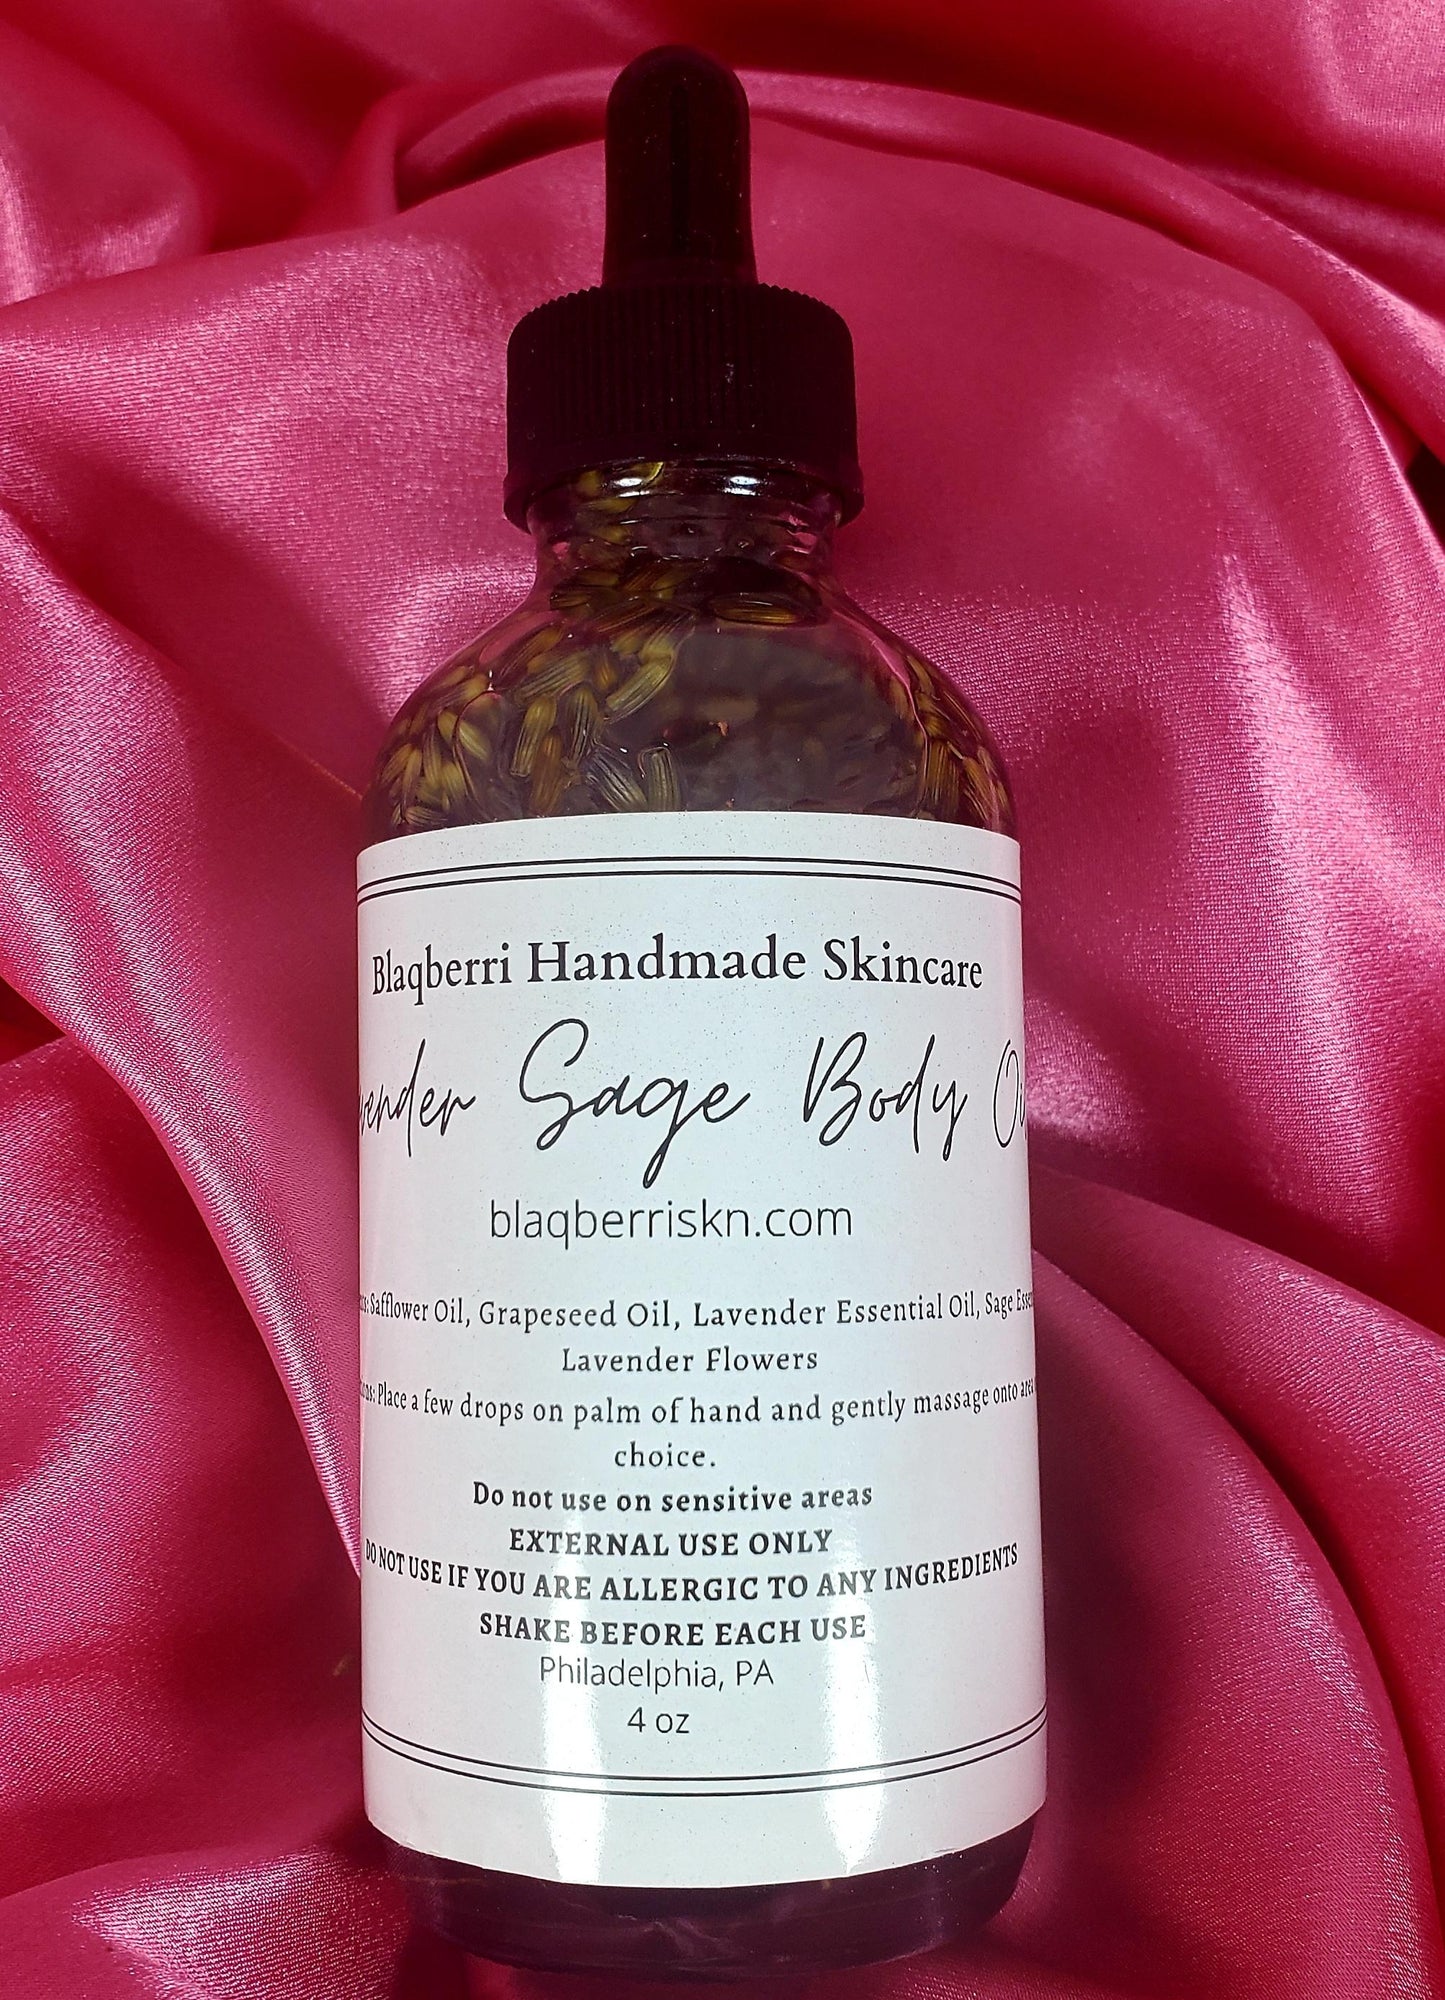 Blaqberri Handmade Skincare
Sage Body
blaqberriskn.com
Safflower Oil, Grapeseed Oil, Lavender Essential Oil, Sage
Lavender Flowers
Place a few drops on palm of hand and gently massage onto
choice.
Do not use on sensitive areas
EXTERNAL USE ONLY
DO NOT USE IF YOU ARE ALLERGIC TO ANY INGREDIENTS
SHAKE BEFORE EACH USE
Philadelphia, PA
4 oz